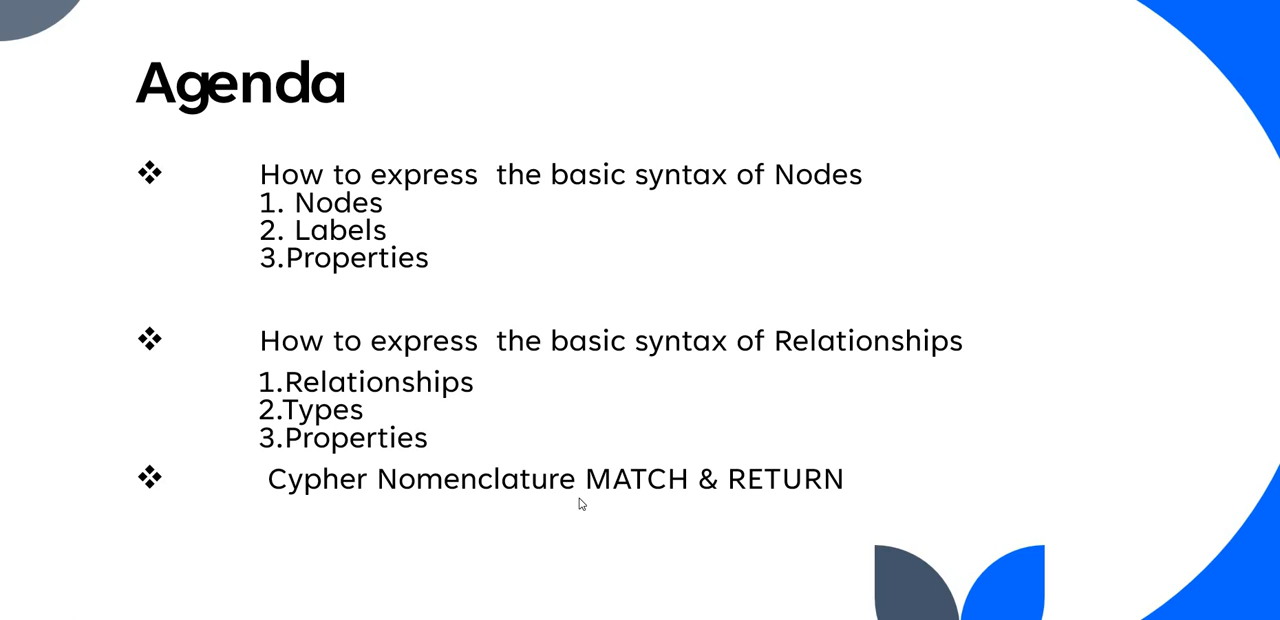 Agenda
❖ How to express the basic syntax of Nodes
1. Nodes
2. Labels
3.Properties
❖ How to express the basic syntax of Relationships
1.Relationships
2.Types
3.Properties
❖ Cypher Nomenclature MATCH & RETURN